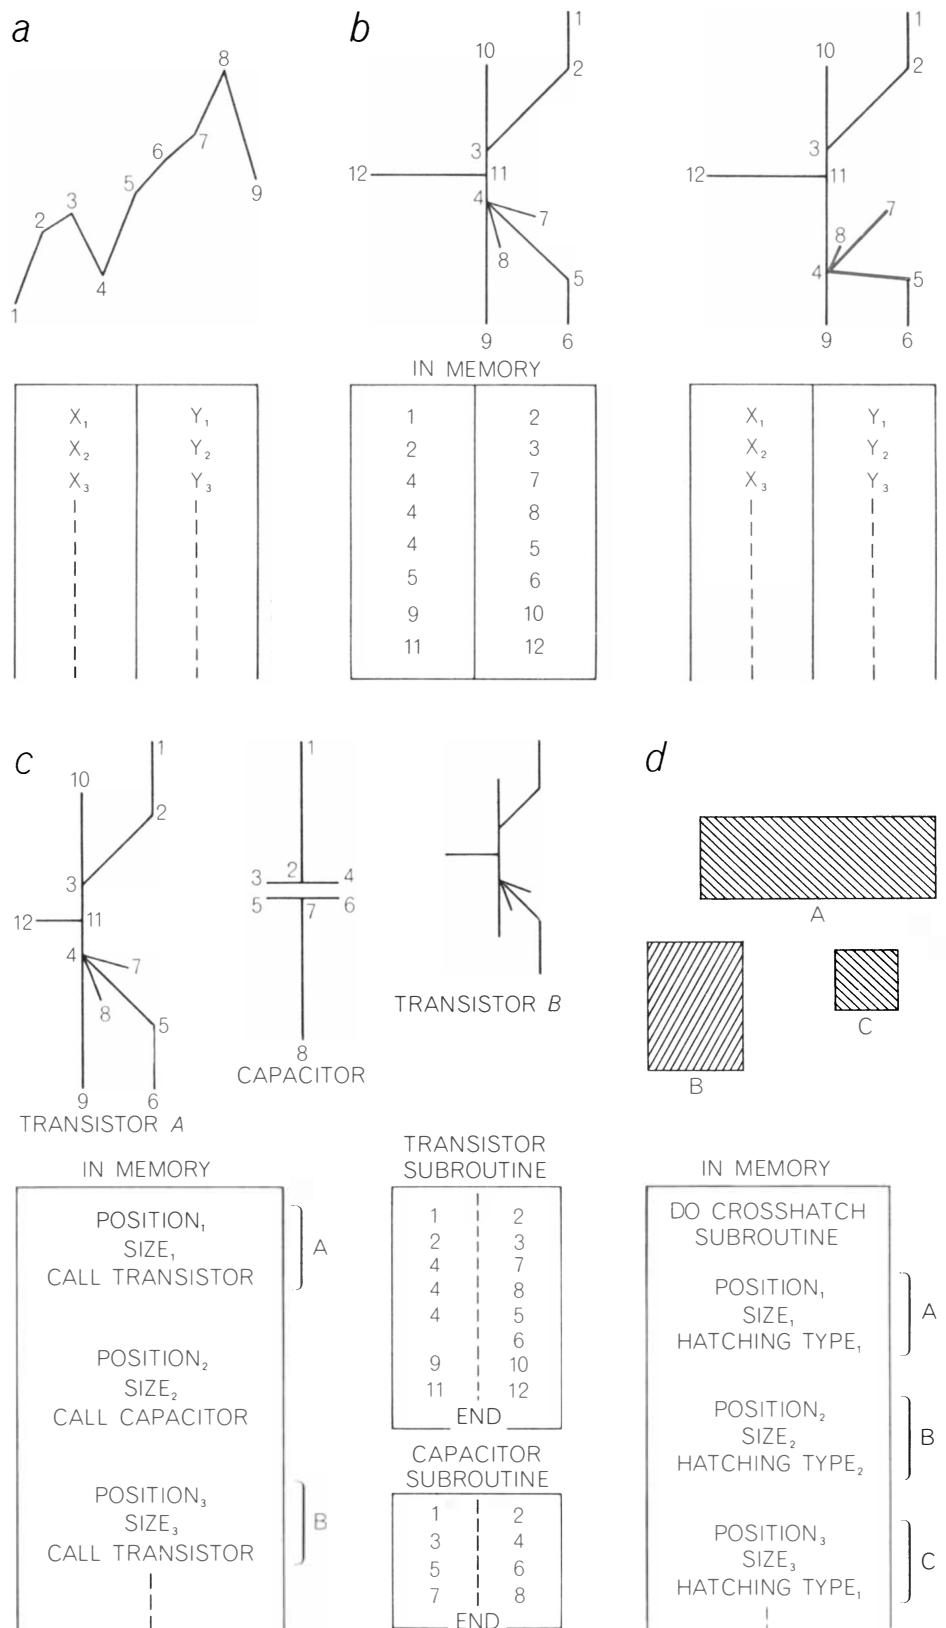 a
1
2
3
4
5
6
7
8
9
X₁ Y₁
X₂ Y₂
X₃ Y₃
b
1
10
2
3
12 11
4
7
8
5
9 6
IN MEMORY
1 2
2 3
4 7
4 8
4 5
5 6
9 10
11 12
1
10
2
3
12 11
7
8
4 5
9 6
X₁ Y₁
X₂ Y₂
X₃ Y₃
c
1
10
2
3
12 11
4
7
8
5
9 6
TRANSISTOR A
1
3 2 4
5 7 6
8
CAPACITOR
TRANSISTOR B
IN MEMORY
POSITION₁
SIZE₁
CALL TRANSISTOR
A
POSITION₂
SIZE₂
CALL CAPACITOR
POSITION₃
SIZE₃
CALL TRANSISTOR
B
TRANSISTOR
SUBROUTINE
1 2
2 3
4 7
4 8
4 5
6
9 10
11 12
END
CAPACITOR
SUBROUTINE
1 2
3 4
5 6
7 8
END
d
A
B
C
IN MEMORY
DO CROSSHATCH
SUBROUTINE
POSITION₁
SIZE₁
HATCHING TYPE₁
A
POSITION₂
SIZE₂
HATCHING TYPE₂
B
POSITION₃
SIZE₃
HATCHING TYPE₁
C